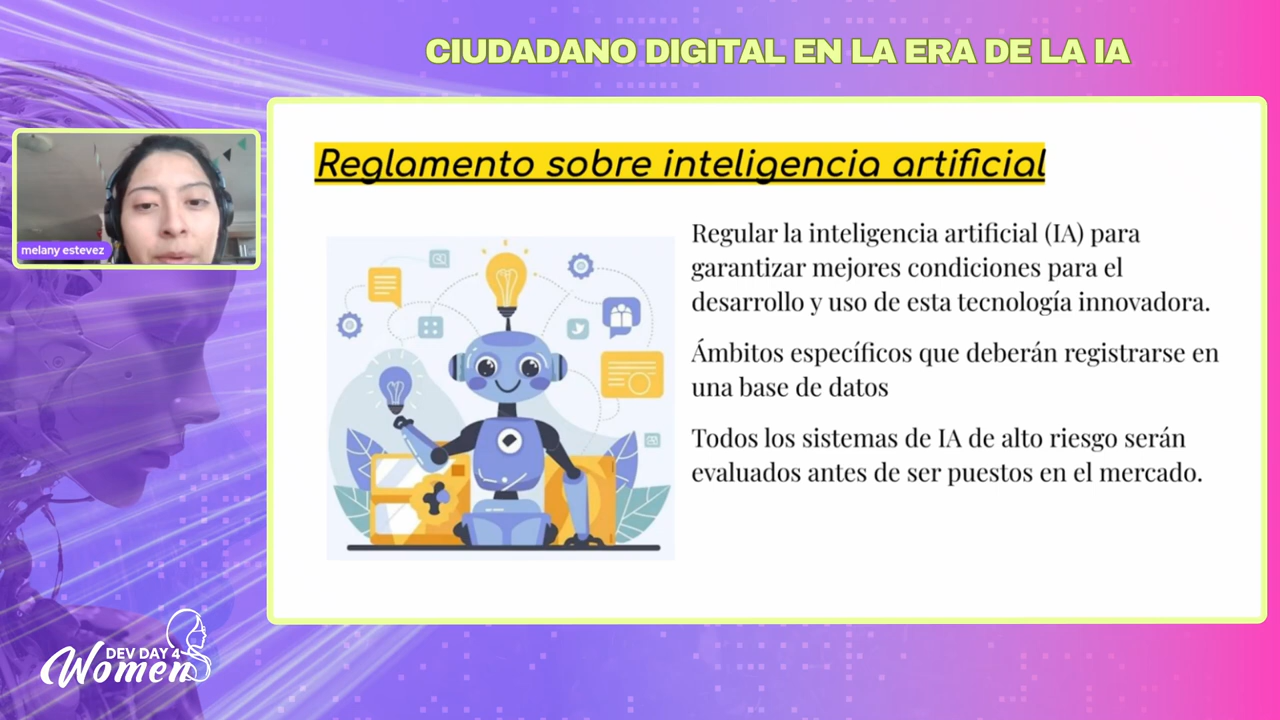 CIUDADANO DIGITAL EN LA ERA DE LA IA
melany estevez
Reglamento sobre inteligencia artificial
Regular la inteligencia artificial (IA) para
garantizar mejores condiciones para el
desarrollo y uso de esta tecnología innovadora.
Ámbitos específicos que deberán registrarse en
una base de datos
Todos los sistemas de IA de alto riesgo serán
evaluados antes de ser puestos en el mercado.
DEV DAY 4
Women